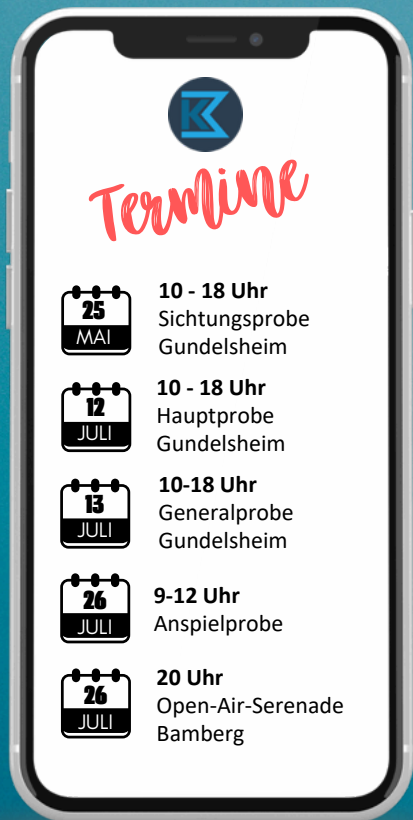 K
Termine
25
MAI
10 - 18 Uhr
Sichtungsprobe
Gundelsheim
12
JULI
10 - 18 Uhr
Hauptprobe
Gundelsheim
13
JULI
10-18 Uhr
Generalprobe
Gundelsheim
26
JULI
9-12 Uhr
Anspielprobe
26
JULI
20 Uhr
Open-Air-Serenade
Bamberg